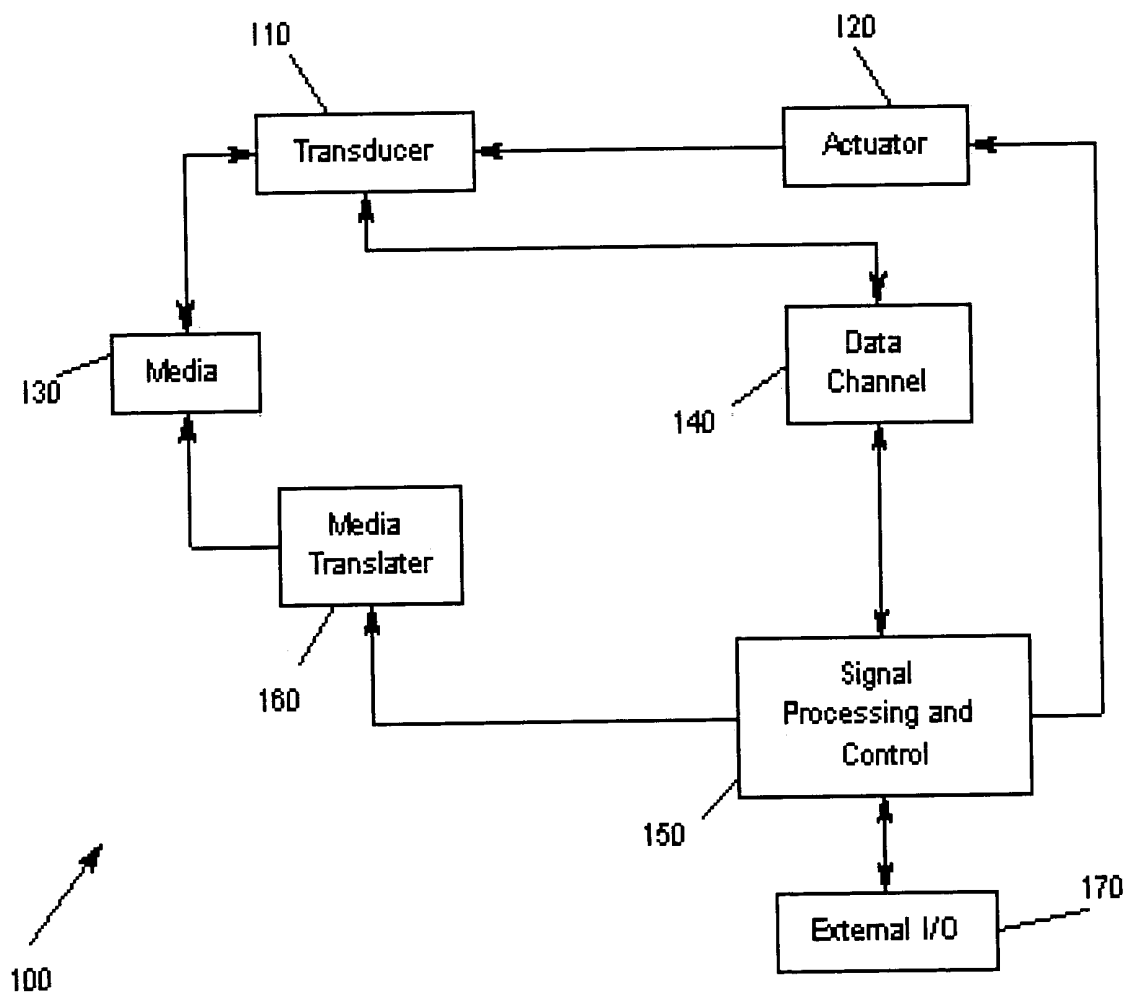 110
120
Transducer
Actuator
Data
Channel
Media
130
140
Media
Translater
160
Signal
Processing and
Control
150
170
External I/O
100